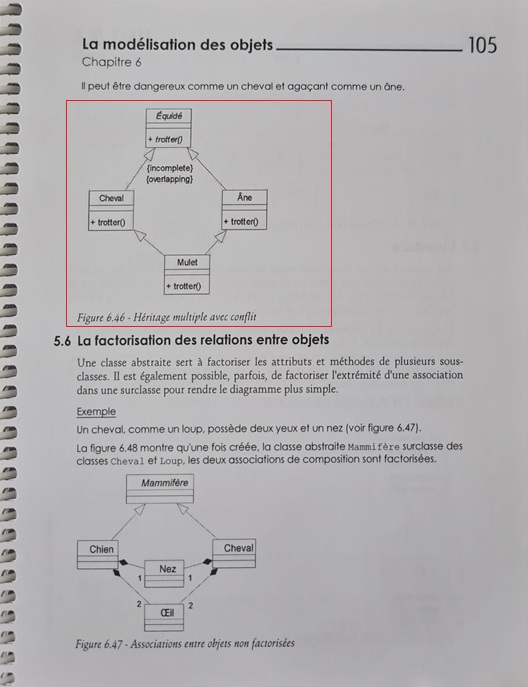 La modélisation des objets 105
Chapitre 6
Il peut être dangereux comme un cheval et agaçant comme un âne.
Équidé
+ trotter()
{incomplete}
{overlapping}
Cheval
+ trotter()
Âne
+ trotter()
Mulet
+ trotter()
Figure 6.46 - Héritage multiple avec conflit
5.6 La factorisation des relations entre objets
Une classe abstraite sert à factoriser les attributs et méthodes de plusieurs sous-
classes. Il est également possible, parfois, de factoriser l'extrémité d'une association
dans une surclasse pour rendre le diagramme plus simple.
Exemple
Un cheval, comme un loup, possède deux yeux et un nez (voir figure 6.47).
La figure 6.48 montre qu'une fois créée, la classe abstraite Mammifère surclasse des
classes Cheval et Loup, les deux associations de composition sont factorisées.
Mammifère
Chien
Cheval
Nez
1 1
2 2
Œil
Figure 6.47 - Associations entre objets non factorisées